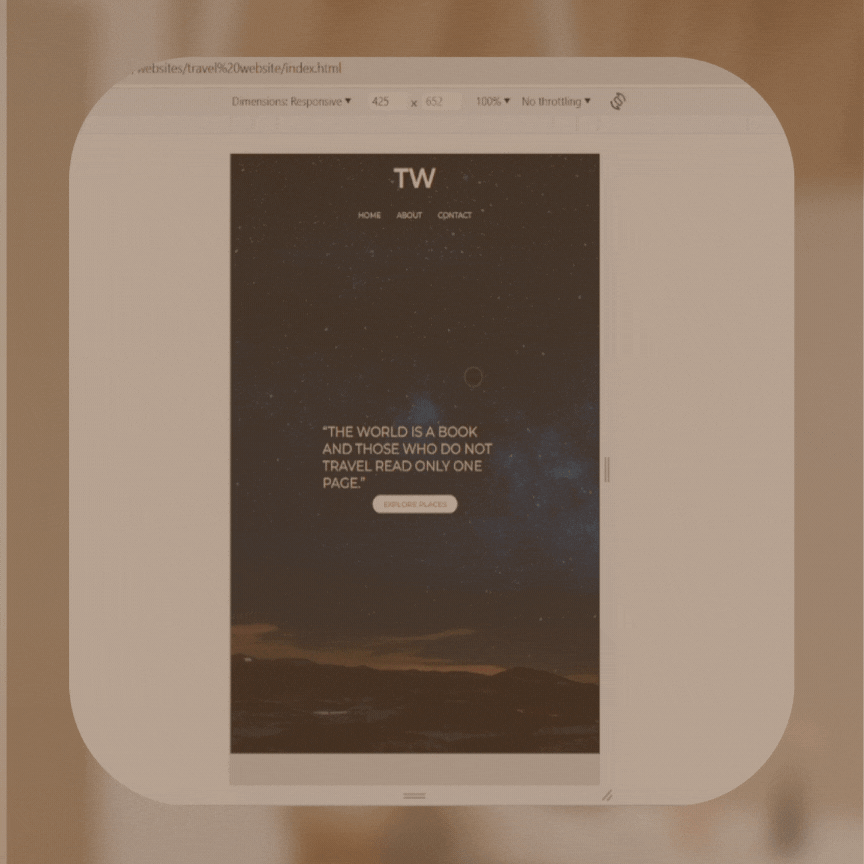 websites/travel%20website/index.html
Dimensions: Responsive ▼ 425 x 652 100% ▼ No throttling ▼
TW
HOME ABOUT CONTACT
“THE WORLD IS A BOOK
AND THOSE WHO DO NOT
TRAVEL READ ONLY ONE
PAGE.”
EXPLORE PLACES